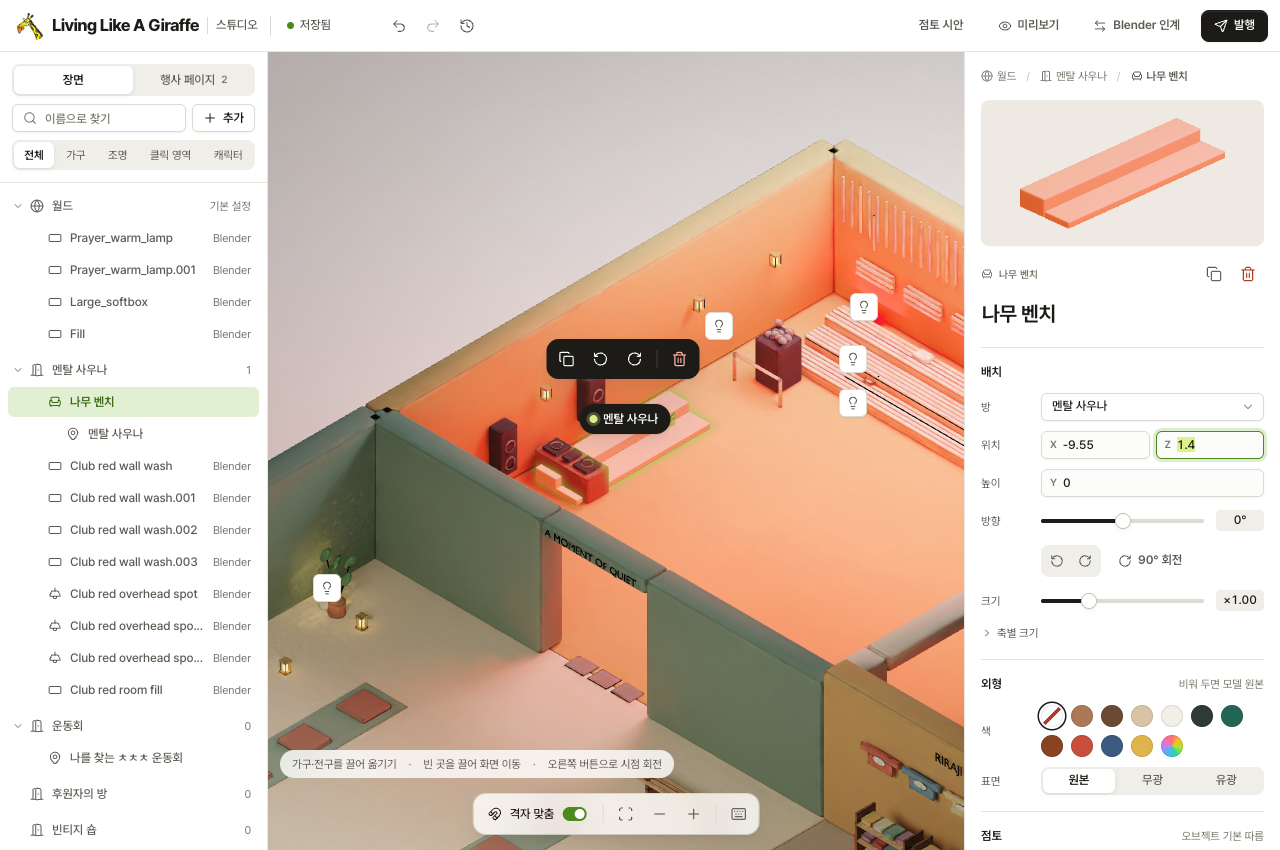 Living Like A Giraffe
스튜디오
저장됨
점토 시안
미리보기
Blender 인계
발행
장면
행사 페이지 2
이름으로 찾기
추가
전체
가구
조명
클릭 영역
캐릭터
월드
기본 설정
Prayer_warm_lamp
Blender
Prayer_warm_lamp.001
Blender
Large_softbox
Blender
Fill
Blender
멘탈 사우나
1
나무 벤치
멘탈 사우나
Club red wall wash
Blender
Club red wall wash.001
Blender
Club red wall wash.002
Blender
Club red wall wash.003
Blender
Club red overhead spot
Blender
Club red overhead spo...
Blender
Club red overhead spo...
Blender
Club red room fill
Blender
운동회
0
나를 찾는 ㅊㅊㅊ 운동회
후원자의 방
0
빈티지 숍
0
멘탈 사우나
A MOMENT OF QUIET
RIRAJI
가구·전구를 끌어 옮기기 · 빈 곳을 끌어 화면 이동 · 오른쪽 버튼으로 시점 회전
격자 맞춤
월드 / 멘탈 사우나 / 나무 벤치
나무 벤치
나무 벤치
배치
방
멘탈 사우나
위치
X -9.55
Z 1.4
높이
Y 0
방향
0°
90° 회전
크기
×1.00
축별 크기
외형
비워 두면 모델 원본
색
표면
원본
무광
유광
점토
오브젝트 기본 따름